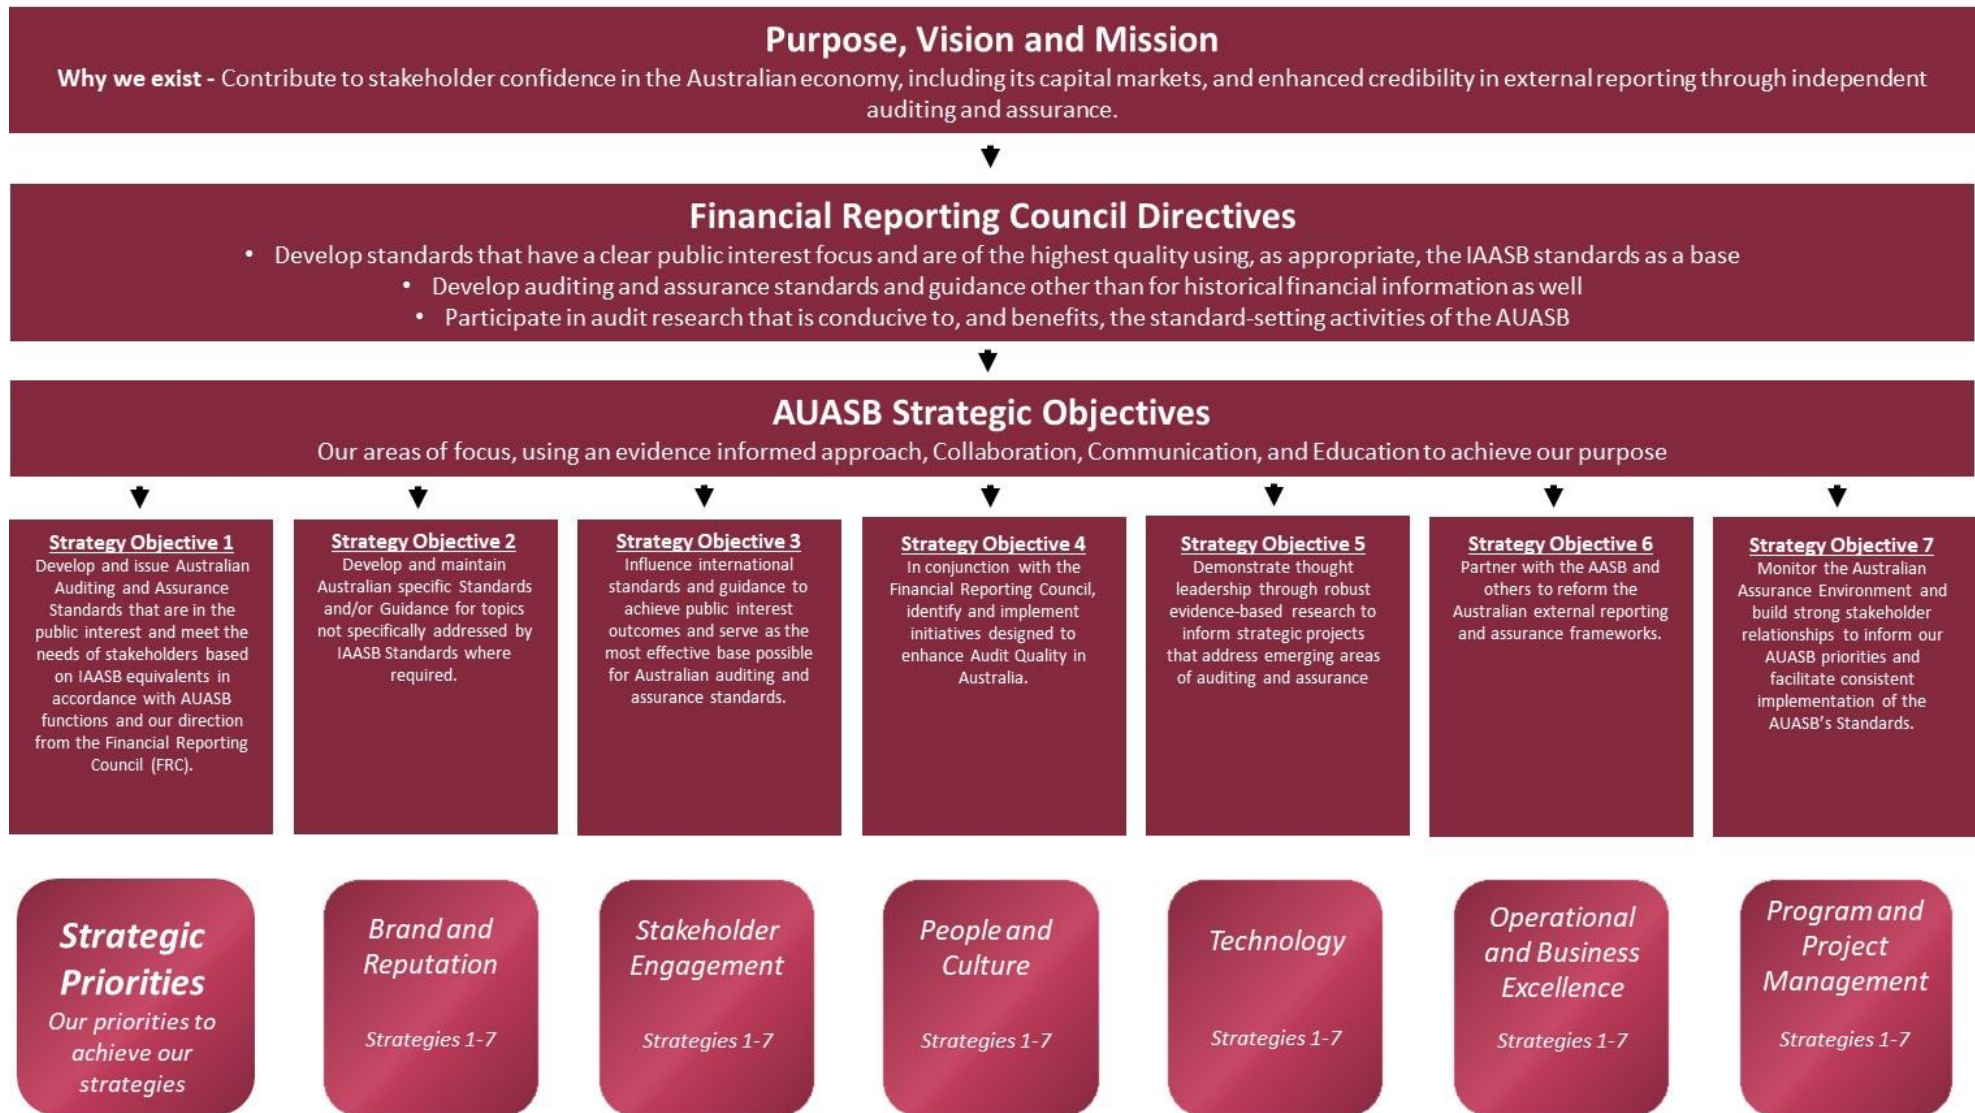 Purpose, Vision and Mission
Why we exist - Contribute to stakeholder confidence in the Australian economy, including its capital markets, and enhanced credibility in external reporting through independent
auditing and assurance.
Financial Reporting Council Directives
• Develop standards that have a clear public interest focus and are of the highest quality using, as appropriate, the IAASB standards as a base
• Develop auditing and assurance standards and guidance other than for historical financial information as well
• Participate in audit research that is conducive to, and benefits, the standard-setting activities of the AUASB
AUASB Strategic Objectives
Our areas of focus, using an evidence informed approach, Collaboration, Communication, and Education to achieve our purpose
Strategy Objective 1
Develop and issue Australian
Auditing and Assurance
Standards that are in the
public interest and meet the
needs of stakeholders based
on IAASB equivalents in
accordance with AUASB
functions and our direction
from the Financial Reporting
Council (FRC).
Strategy Objective 2
Develop and maintain
Australian specific Standards
and/or Guidance for topics
not specifically addressed by
IAASB Standards where
required.
Strategy Objective 3
Influence international
standards and guidance to
achieve public interest
outcomes and serve as the
most effective base possible
for Australian auditing and
assurance standards.
Strategy Objective 4
In conjunction with the
Financial Reporting Council,
identify and implement
initiatives designed to
enhance Audit Quality in
Australia.
Strategy Objective 5
Demonstrate thought
leadership through robust
evidence-based research to
inform strategic projects
that address emerging areas
of auditing and assurance
Strategy Objective 6
Partner with the AASB and
others to reform the
Australian external reporting
and assurance frameworks.
Strategy Objective 7
Monitor the Australian
Assurance Environment and
build strong stakeholder
relationships to inform our
AUASB priorities and
facilitate consistent
implementation of the
AUASB's Standards.
Strategic
Priorities
Our priorities to
achieve our
strategies
Brand and
Reputation
Strategies 1-7
Stakeholder
Engagement
Strategies 1-7
People and
Culture
Strategies 1-7
Technology
Strategies 1-7
Operational
and Business
Excellence
Strategies 1-7
Program and
Project
Management
Strategies 1-7